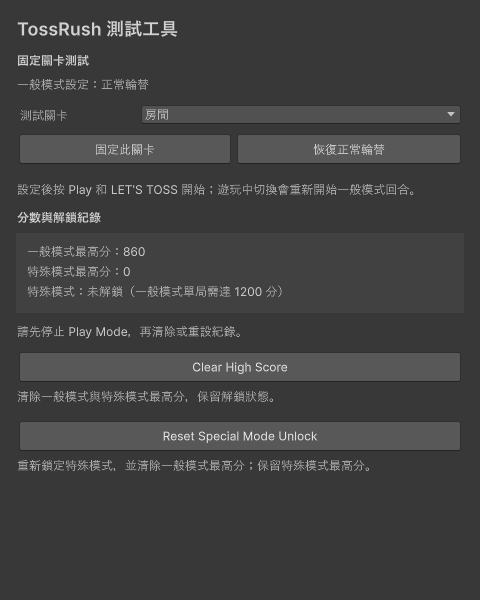 TossRush 測試工具
固定關卡測試
一般模式設定：正常輪替
測試關卡
房間
固定此關卡
恢復正常輪替
設定後按 Play 和 LET'S TOSS 開始；遊玩中切換會重新開始一般模式回合。
分數與解鎖紀錄
一般模式最高分：860
特殊模式最高分：0
特殊模式：未解鎖（一般模式單局需達 1200 分）
請先停止 Play Mode，再清除或重設紀錄。
Clear High Score
清除一般模式與特殊模式最高分，保留解鎖狀態。
Reset Special Mode Unlock
重新鎖定特殊模式，並清除一般模式最高分；保留特殊模式最高分。